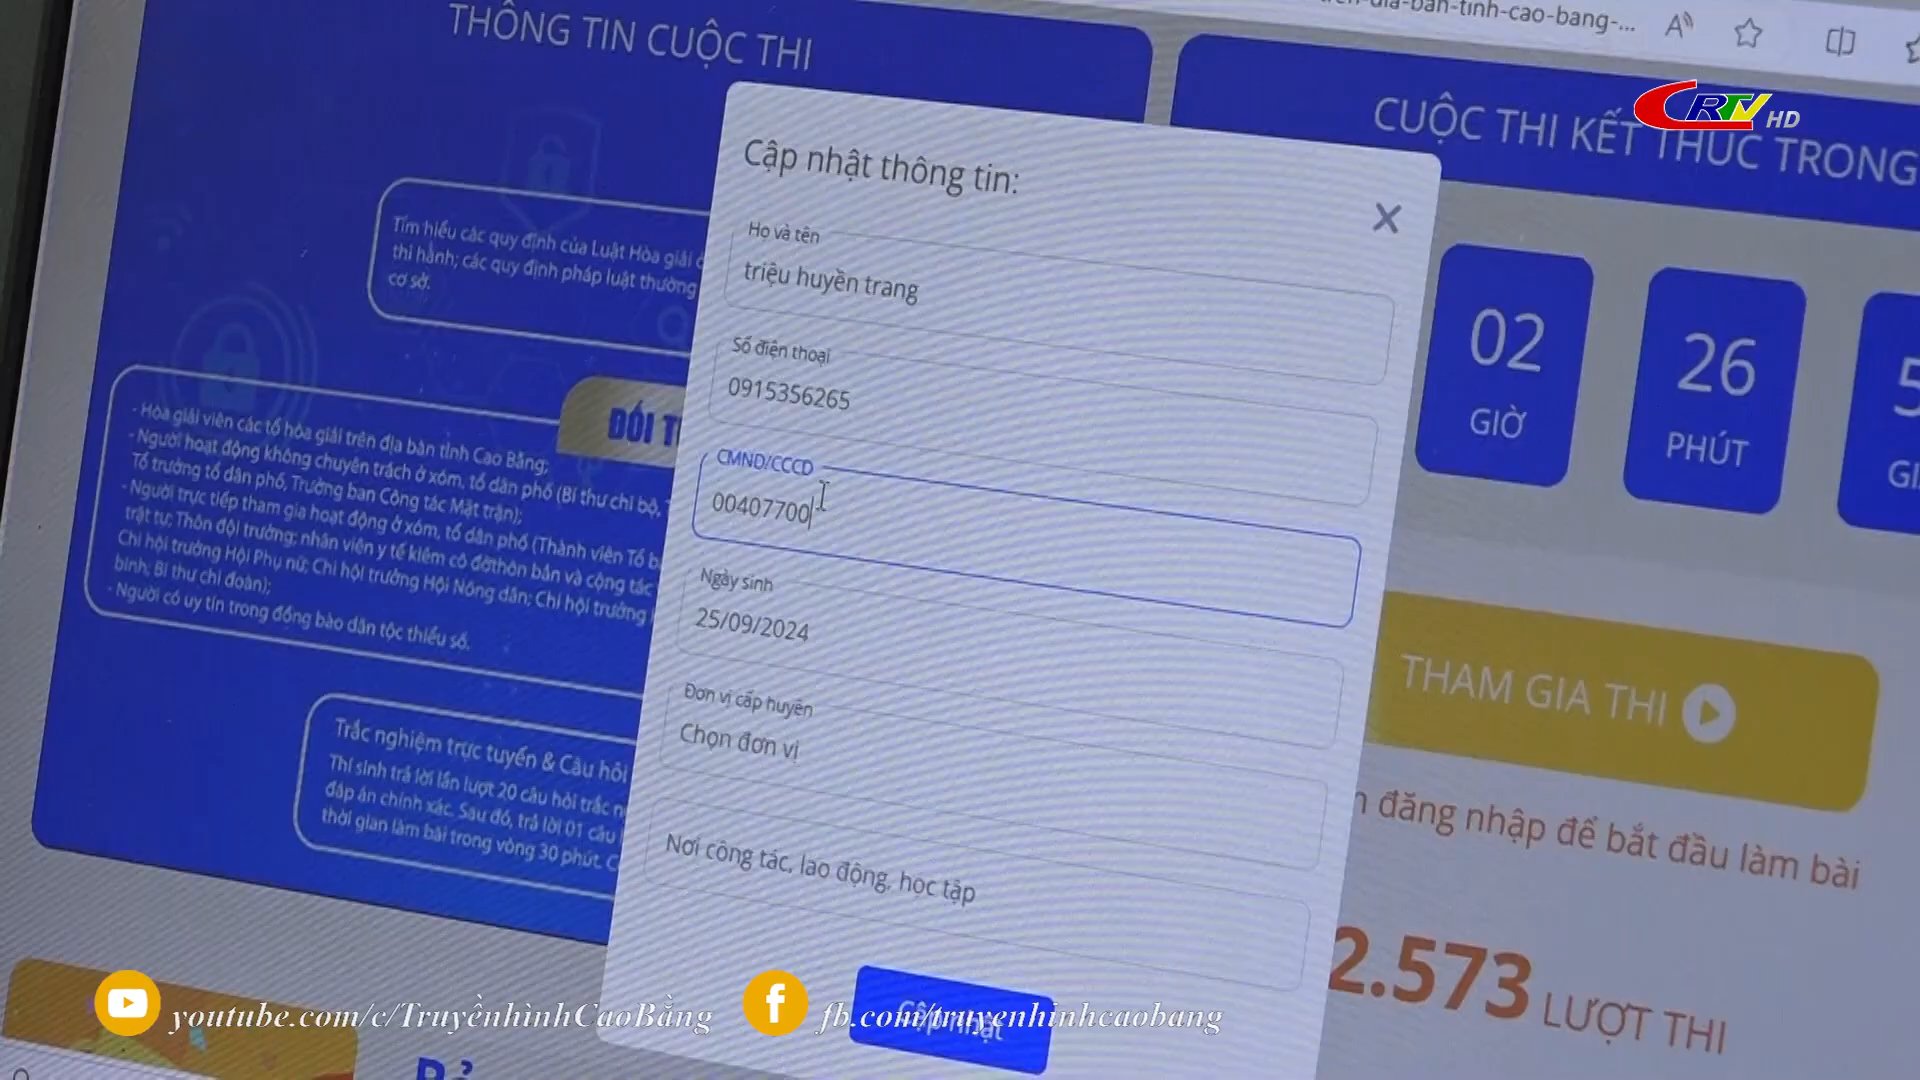 THÔNG TIN CUỘC THI
Tìm hiểu các quy định của Luật Hòa giải
thi hành; các quy định pháp luật thường
cơ sở.
ĐỐI
- Hòa giải viên các tổ hòa giải trên địa bàn tỉnh Cao Bằng;
- Người hoạt động không chuyên trách ở xóm, tổ dân phố (Bí thư chi bộ,
Tổ trưởng tổ dân phố, Trưởng ban Công tác Mặt trận);
- Người trực tiếp tham gia hoạt động ở xóm, tổ dân phố (Thành viên Tổ
trật tự; Thôn đội trưởng; nhân viên y tế kiêm cô đỡ thôn bản và cộng tác
Chi hội trưởng Hội Phụ nữ; Chi hội trưởng Hội Nông dân; Chi hội trưởng
binh; Bí thư chi đoàn);
- Người có uy tín trong đồng bào dân tộc thiểu số.
Trắc nghiệm trực tuyến & Câu hỏi
Thí sinh trả lời lần lượt 20 câu hỏi trắc
đáp án chính xác. Sau đó, trả lời 01 câu
thời gian làm bài trong vòng 30 phút.
Cập nhật thông tin:
Họ và tên
triệu huyền trang
Số điện thoại
0915356265
CMND/CCCD
00407700
Ngày sinh
25/09/2024
Đơn vị cấp huyện
Chọn đơn vị
Nơi công tác, lao động, học tập
Cập nhật
-dia-ban-tinh-cao-bang-...
CRTV HD
CUỘC THI KẾT THÚC TRONG
02
GIỜ
26
PHÚT
5
THAM GIA THI
đăng nhập để bắt đầu làm bài
2.573 LƯỢT THI
youtube.com/c/TruyềnhìnhCaoBằng
fb.com/truyenhinhcaobang